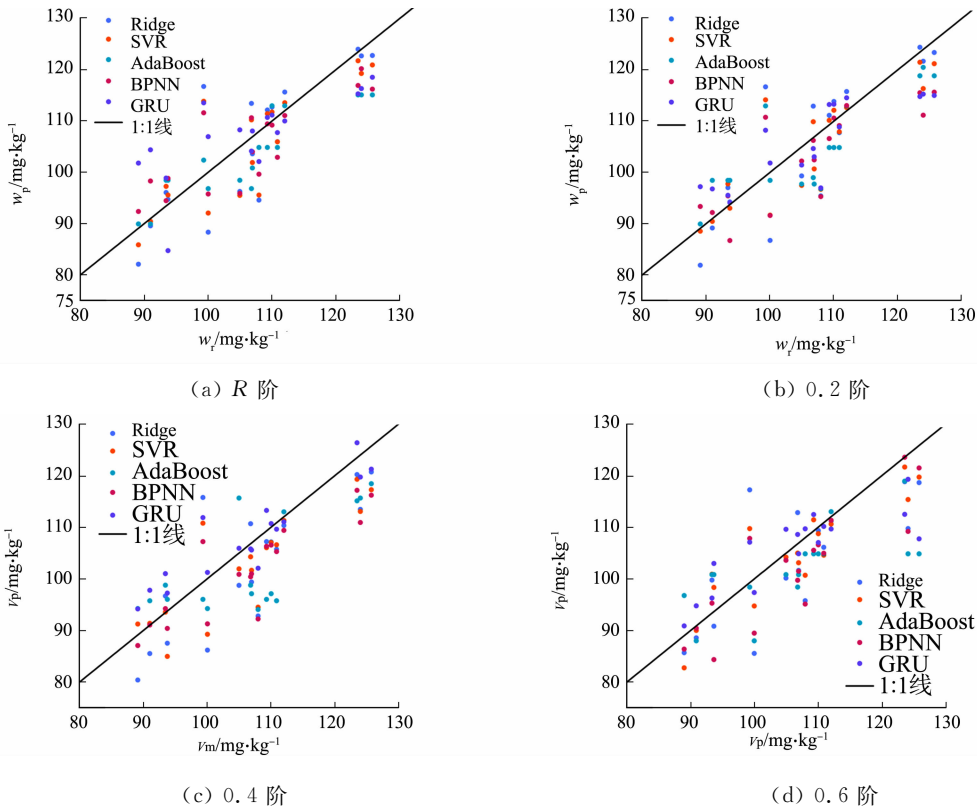 130
120
110
100
90
80
75
wp/mg·kg⁻¹
Ridge
SVR
AdaBoost
BPNN
GRU
1:1线
80 90 100 110 120 130
wr/mg·kg⁻¹
(a) R 阶
130
120
110
100
90
80
75
wp/mg·kg⁻¹
Ridge
SVR
AdaBoost
BPNN
GRU
1:1线
80 90 100 110 120 130
wr/mg·kg⁻¹
(b) 0.2 阶
130
120
110
100
90
80
vp/mg·kg⁻¹
Ridge
SVR
AdaBoost
BPNN
GRU
1:1线
80 90 100 110 120 130
vm/mg·kg⁻¹
(c) 0.4 阶
130
120
110
100
90
80
vp/mg·kg⁻¹
Ridge
SVR
AdaBoost
BPNN
GRU
1:1线
80 90 100 110 120 130
vp/mg·kg⁻¹
(d) 0.6 阶